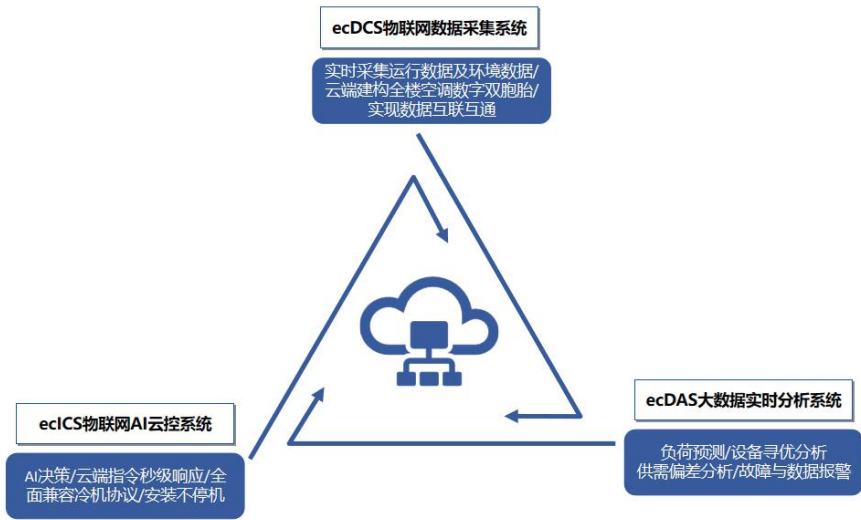 ecDCS物联网数据采集系统
实时采集运行数据及环境数据/
云端建构全楼空调数字双胞胎/
实现数据互联互通
ecICS物联网AI云控系统
AI决策/云端指令秒级响应/全
面兼容冷机协议/安装不停机
ecDAS大数据实时分析系统
负荷预测/设备寻优分析
供需偏差分析/故障与数据报警